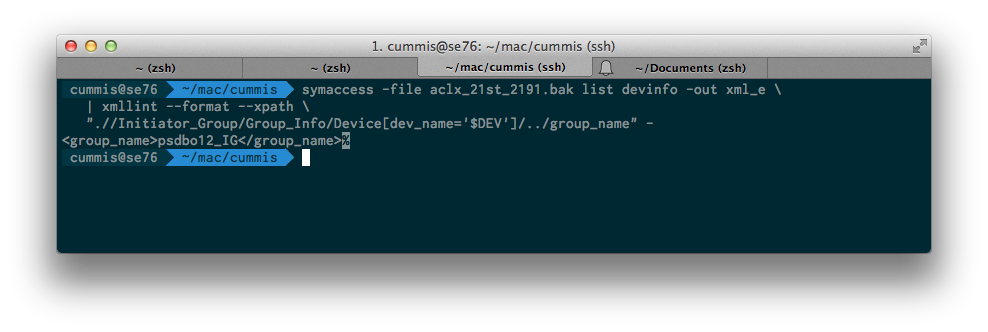 1. cummis@se76: ~/mac/cummis (ssh)
~ (zsh) ~ (zsh) ~/mac/cummis (ssh) ~/Documents (zsh)
cummis@se76 ~/mac/cummis symaccess -file aclx_21st_2191.bak list devinfo -out xml_e \
| xmllint --format --xpath \
".//Initiator_Group/Group_Info/Device[dev_name='$DEV']/../group_name" -
<group_name>psdbo12_IG</group_name>%
cummis@se76 ~/mac/cummis